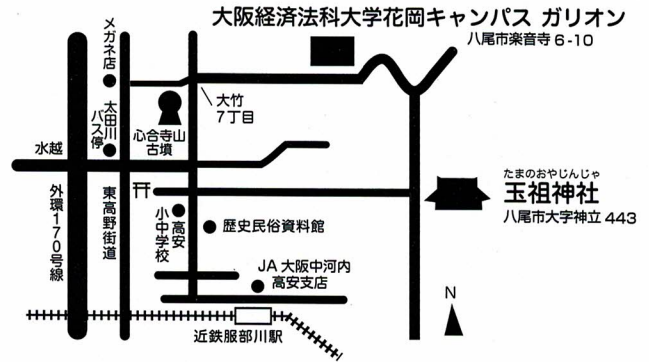 大阪経済法科大学花岡キャンパス ガリオン
八尾市楽音寺6-10
メガネ店
大竹
7丁目
太田川
バス停
心合寺山
古墳
水越
外環170号線
東高野街道
高安
小中学校
歴史民俗資料館
たまのおやじんじゃ
玉祖神社
八尾市大字神立443
JA大阪中河内
高安支店
N
近鉄服部川駅